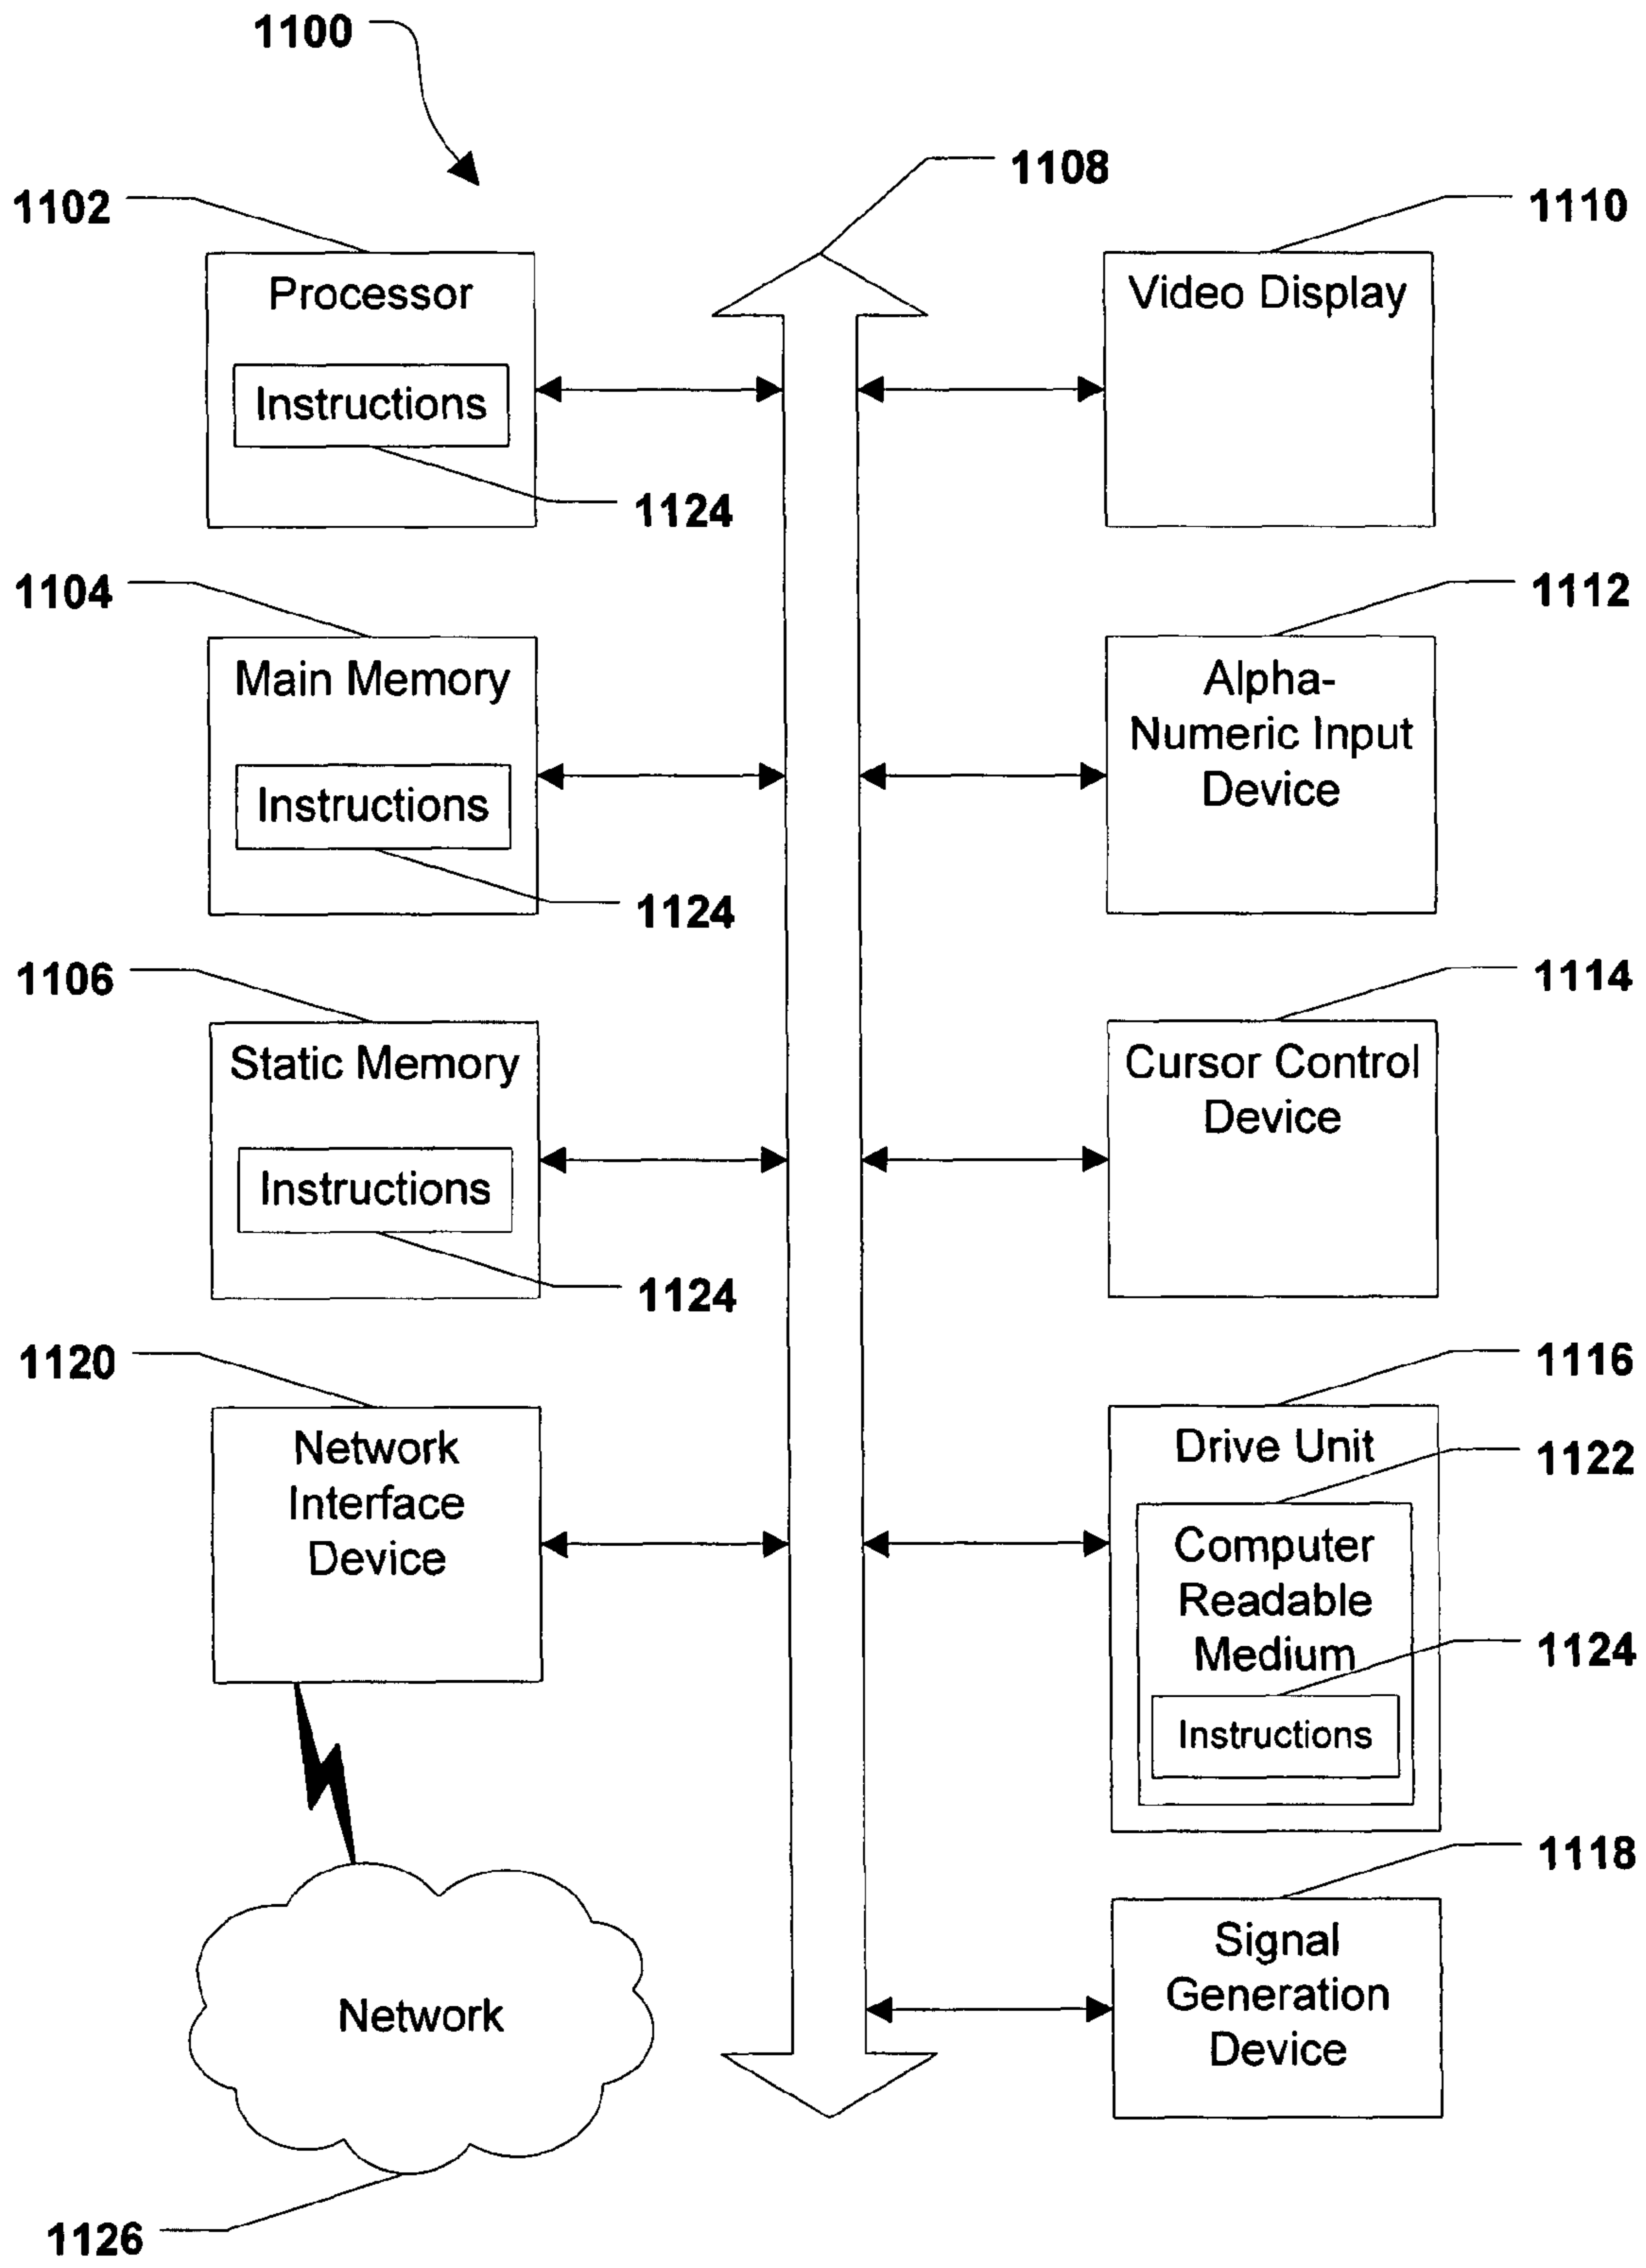 1100
1108
1102
1110
Processor
Instructions
1124
Video Display
1104
1112
Main Memory
Instructions
1124
Alpha-
Numeric Input
Device
1106
1114
Static Memory
Instructions
1124
Cursor Control
Device
1120
1116
Network
Interface
Device
Drive Unit
1122
Computer
Readable
Medium
1124
Instructions
1118
Signal
Generation
Device
Network
1126